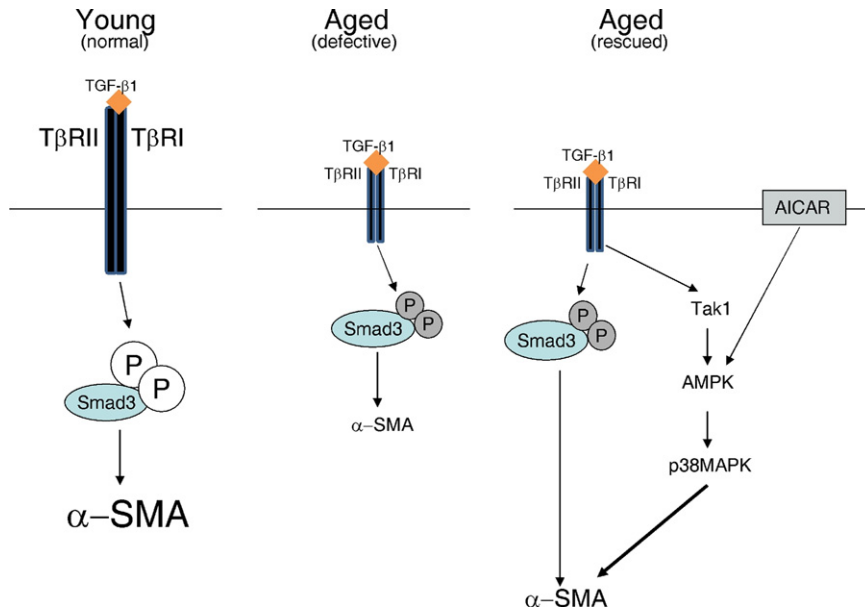 Young
(normal)
TGF-β1
TβRII
TβRI
P
P
Smad3
α–SMA
Aged
(defective)
TGF-β1
TβRII
TβRI
P
P
Smad3
α–SMA
Aged
(rescued)
TGF-β1
TβRII
TβRI
AICAR
P
P
Smad3
Tak1
AMPK
p38MAPK
α–SMA